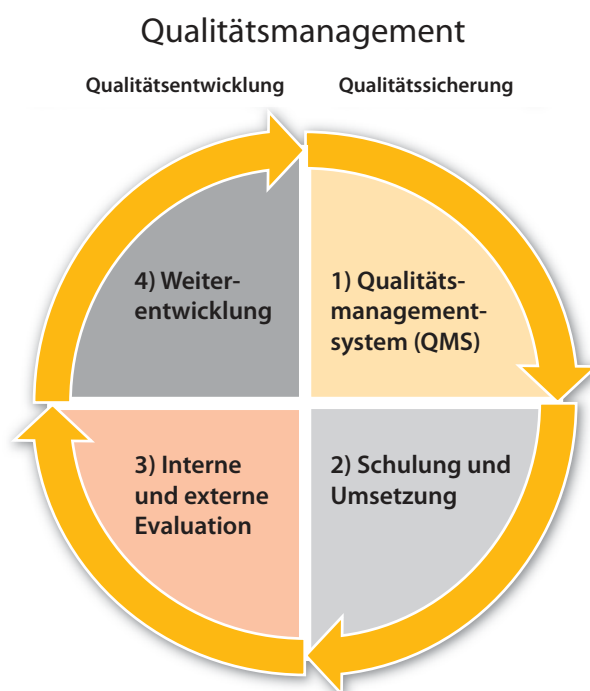 Qualitätsmanagement
Qualitätsentwicklung
Qualitätssicherung
4) Weiter-
entwicklung
1) Qualitäts-
management-
system (QMS)
3) Interne
und externe
Evaluation
2) Schulung und
Umsetzung